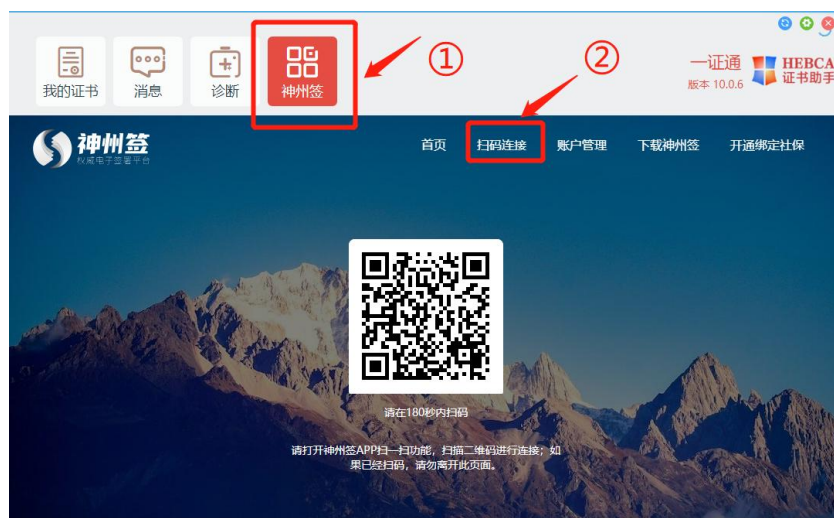 我的证书
消息
诊断
神州签
①
②
一证通
版本 10.0.6
HEBCA
证书助手
神州签
权威电子签署平台
首页
扫码连接
账户管理
下载神州签
开通绑定社保
请在180秒内扫码
请打开神州签APP扫一扫功能，扫描二维码进行连接；如
果已经扫码，请勿离开此页面。